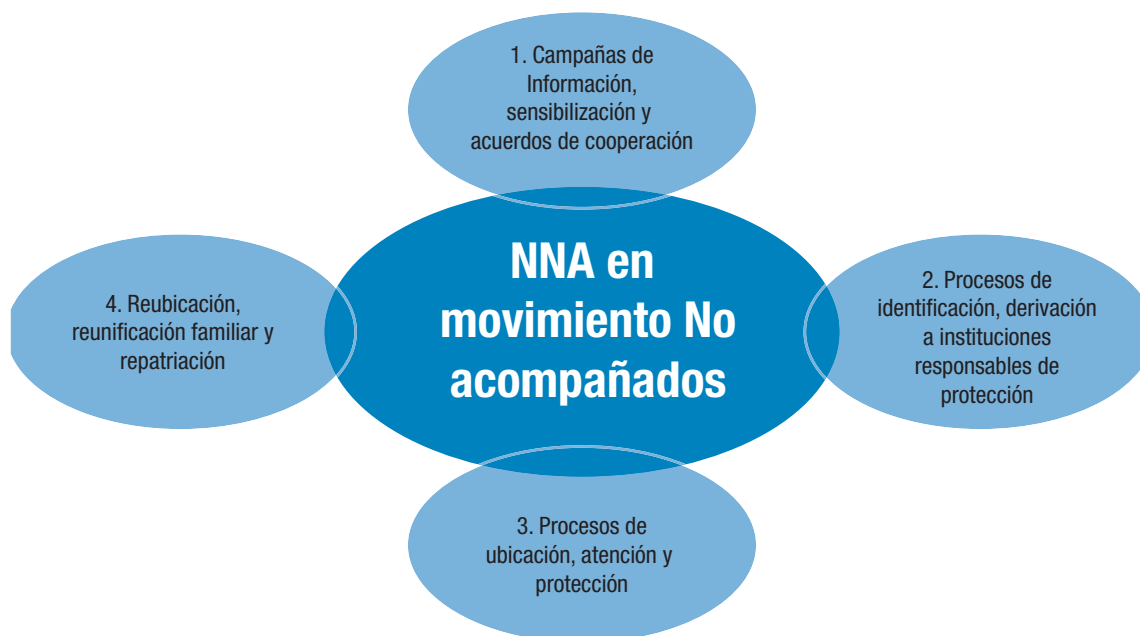 1. Campañas de
Información,
sensibilización y
acuerdos de cooperación
NNA en
movimiento No
acompañados
2. Procesos de
identificación, derivación
a instituciones
responsables de
protección
3. Procesos de
ubicación, atención y
protección
4. Reubicación,
reunificación familiar y
repatriación